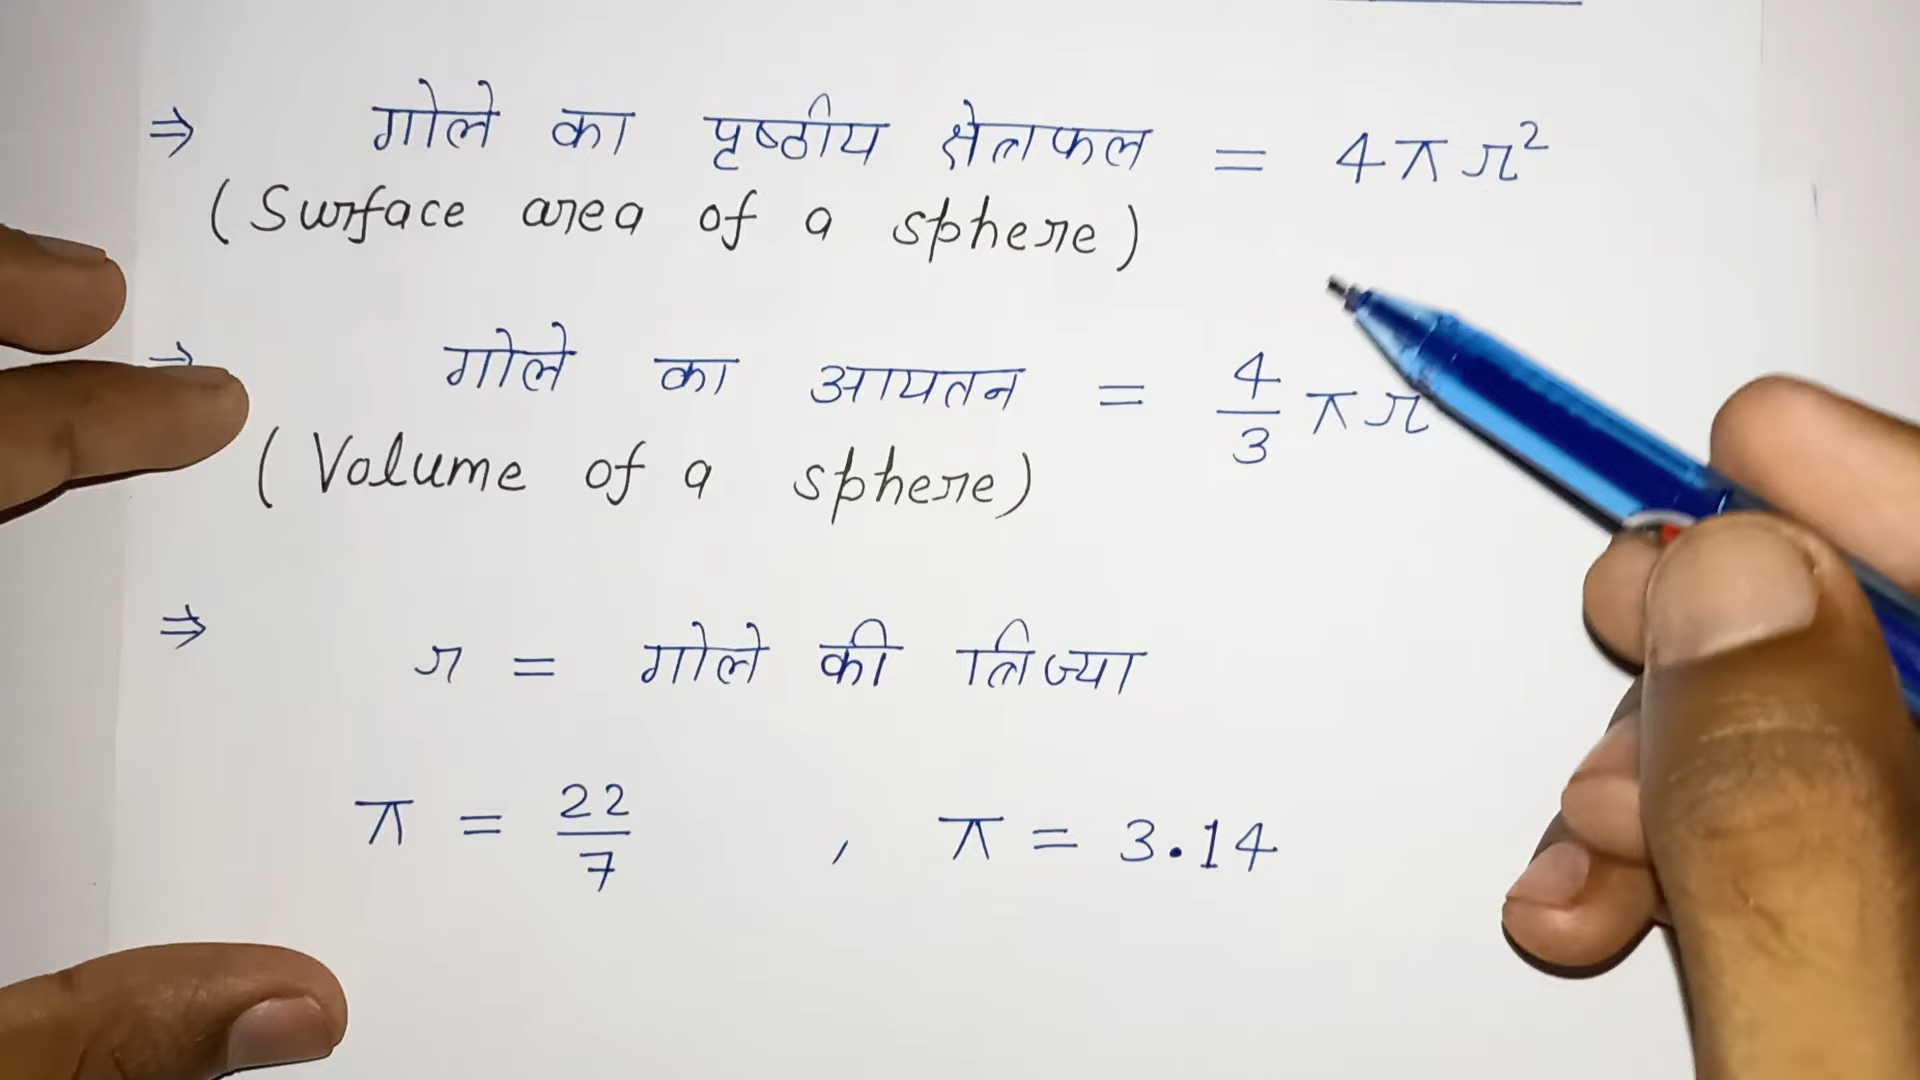 ⇒ गोले का पृष्ठीय क्षेत्रफल = 4πr²
(Surface area of a sphere)
⇒ गोले का आयतन = 4/3 πr
(Volume of a sphere)
⇒ r = गोले की त्रिज्या
π = 22/7 , π = 3.14